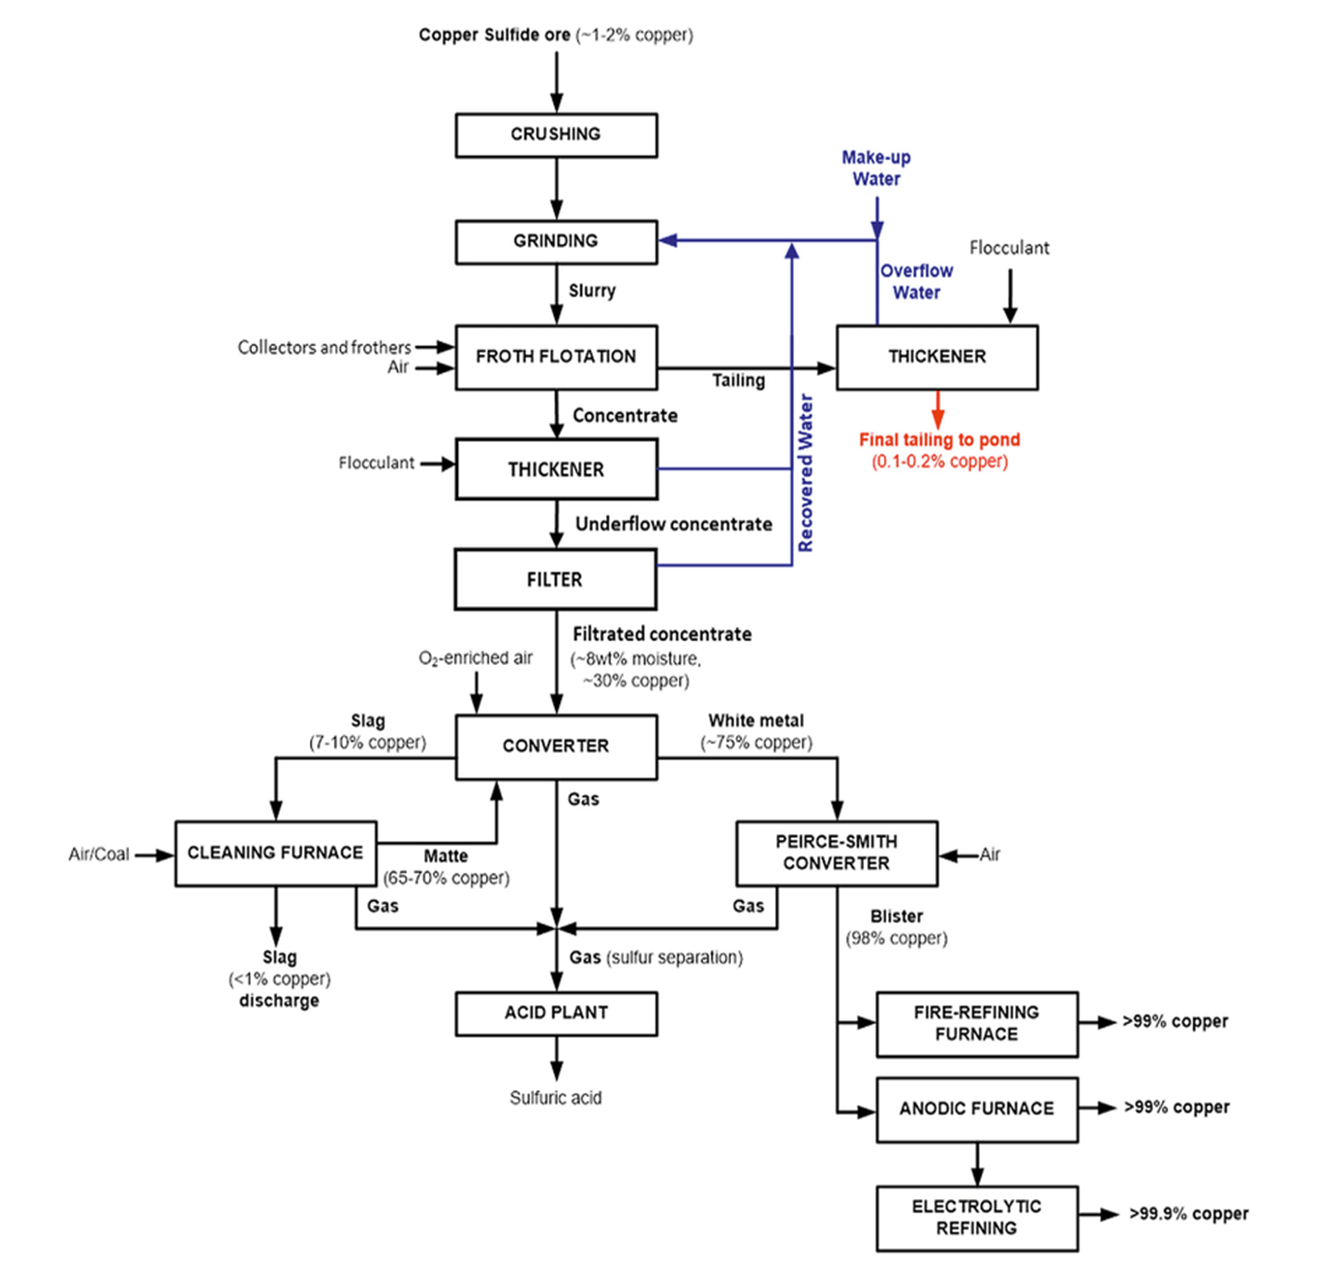 Copper Sulfide ore (~1-2% copper)
CRUSHING
Make-up
Water
GRINDING
Flocculant
Overflow
Water
Slurry
Collectors and frothers
Air
FROTH FLOTATION
THICKENER
Tailing
Concentrate
Final tailing to pond
(0.1-0.2% copper)
Flocculant
THICKENER
Recovered Water
Underflow concentrate
FILTER
Filtrated concentrate
(~8wt% moisture,
~30% copper)
O₂-enriched air
Slag
(7-10% copper)
CONVERTER
White metal
(~75% copper)
Gas
Air/Coal
CLEANING FURNACE
Matte
(65-70% copper)
PEIRCE-SMITH
CONVERTER
Air
Gas
Gas
Blister
(98% copper)
Slag
(<1% copper)
discharge
Gas (sulfur separation)
ACID PLANT
Sulfuric acid
FIRE-REFINING
FURNACE
>99% copper
ANODIC FURNACE
>99% copper
ELECTROLYTIC
REFINING
>99.9% copper